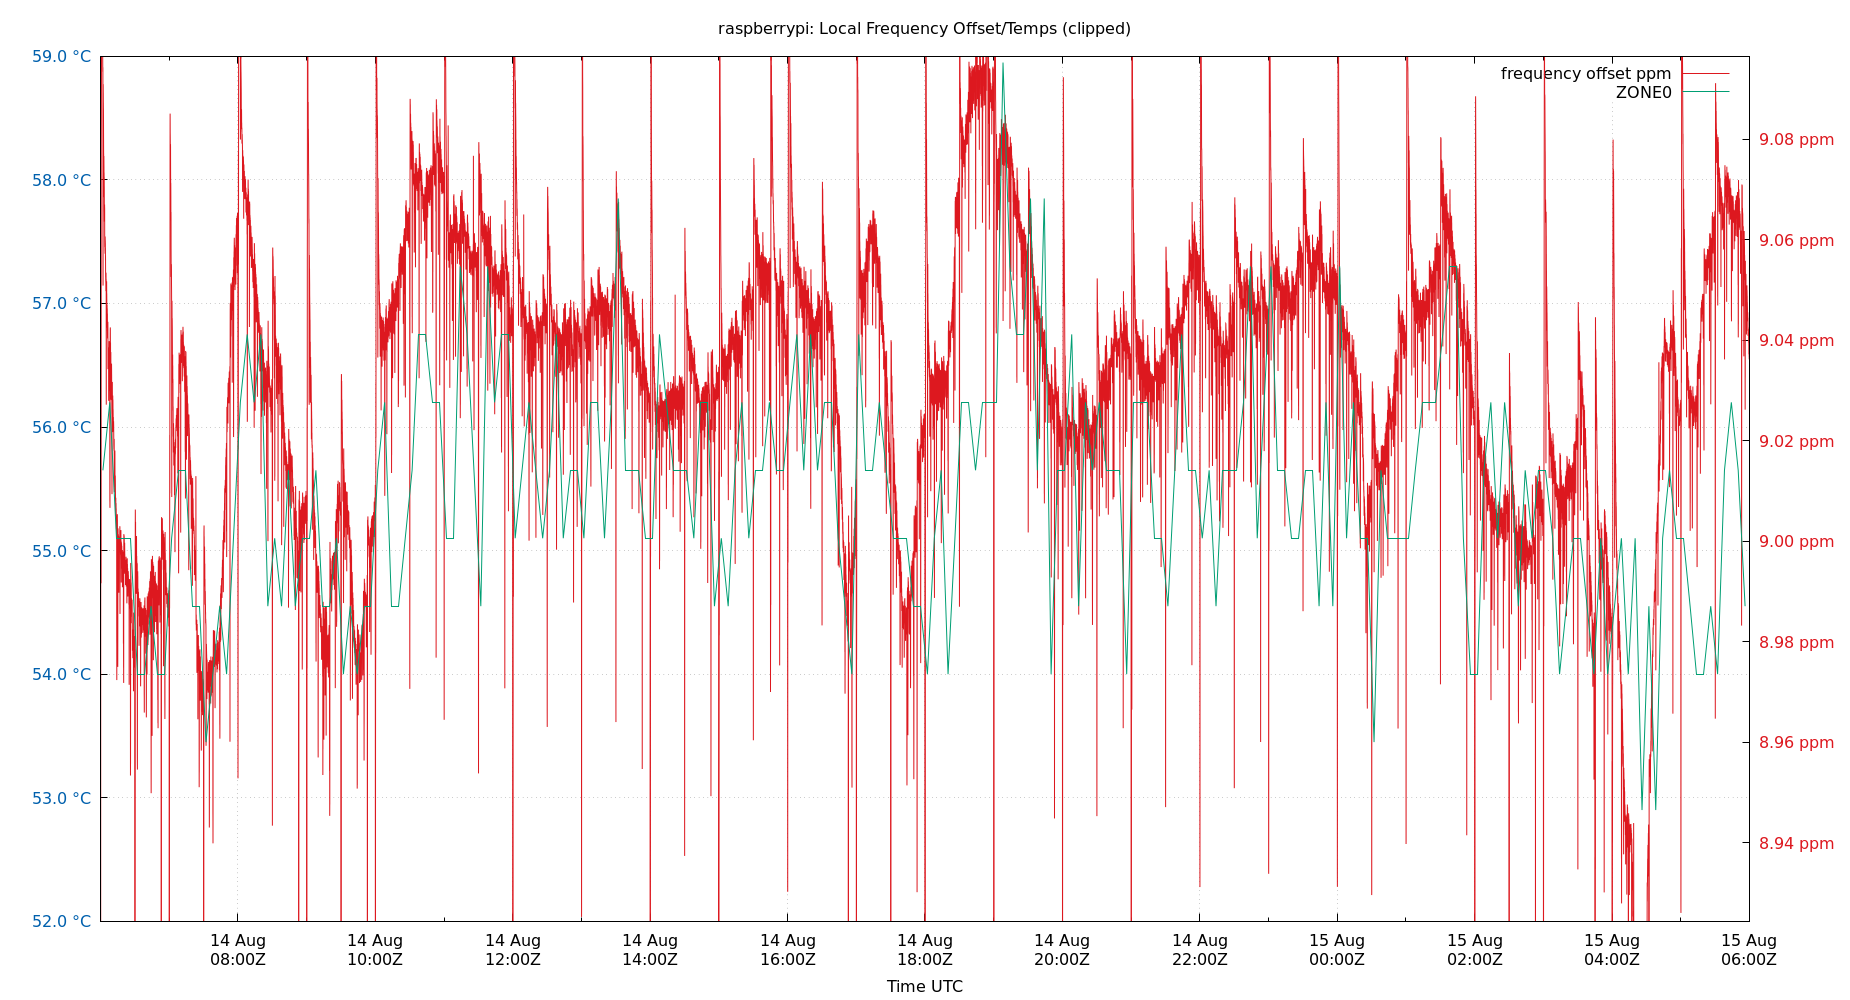 raspberrypi: Local Frequency Offset/Temps (clipped)
59.0 °C
58.0 °C
57.0 °C
56.0 °C
55.0 °C
54.0 °C
53.0 °C
52.0 °C
frequency offset ppm
ZONE0
9.08 ppm
9.06 ppm
9.04 ppm
9.02 ppm
9.00 ppm
8.98 ppm
8.96 ppm
8.94 ppm
14 Aug 14 Aug 14 Aug 14 Aug 14 Aug 14 Aug 14 Aug 14 Aug 15 Aug 15 Aug 15 Aug 15 Aug
08:00Z 10:00Z 12:00Z 14:00Z 16:00Z 18:00Z 20:00Z 22:00Z 00:00Z 02:00Z 04:00Z 06:00Z
Time UTC